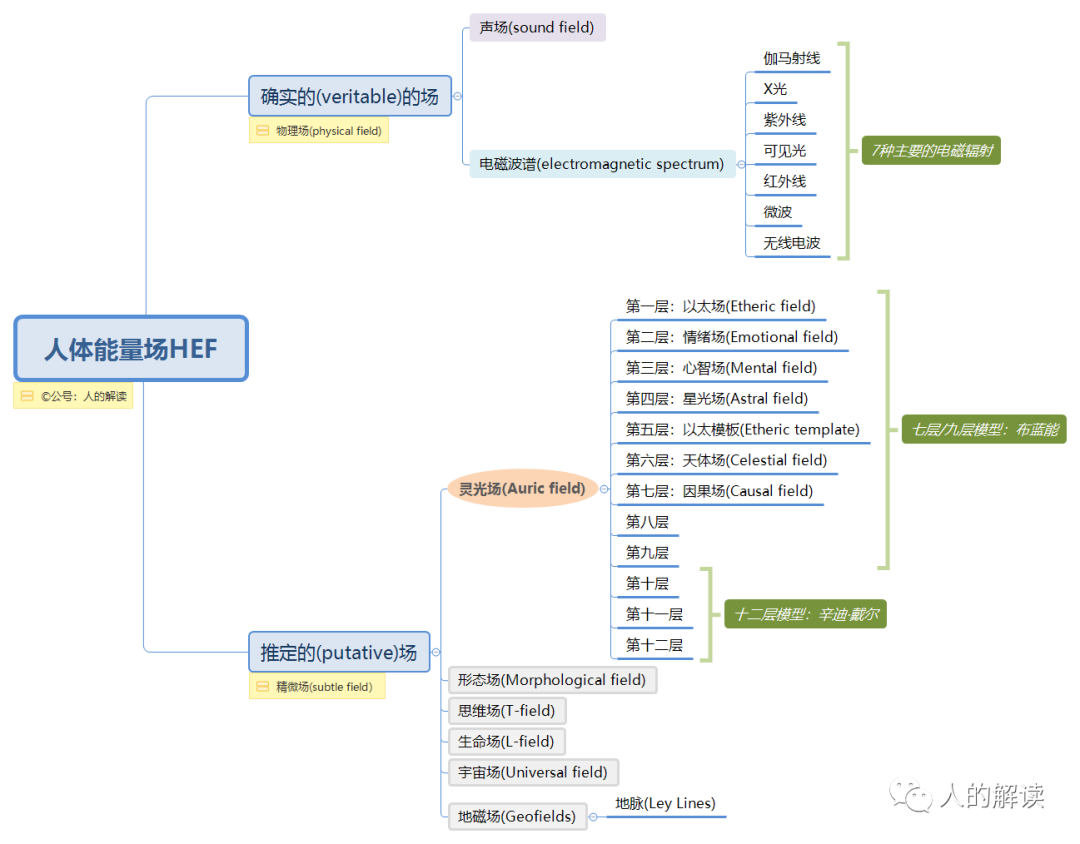 人体能量场HEF
©公号：人的解读
确实的(veritable)的场
物理场(physical field)
声场(sound field)
电磁波谱(electromagnetic spectrum)
伽马射线
X光
紫外线
可见光
红外线
微波
无线电波
7种主要的电磁辐射
推定的(putative)场
精微场(subtle field)
灵光场(Auric field)
第一层：以太场(Etheric field)
第二层：情绪场(Emotional field)
第三层：心智场(Mental field)
第四层：星光场(Astral field)
第五层：以太模板(Etheric template)
第六层：天体场(Celestial field)
第七层：因果场(Causal field)
第八层
第九层
第十层
第十一层
第十二层
七层/九层模型：布蓝能
十二层模型：辛迪·戴尔
形态场(Morphological field)
思维场(T-field)
生命场(L-field)
宇宙场(Universal field)
地磁场(Geofields)
地脉(Ley Lines)
人的解读